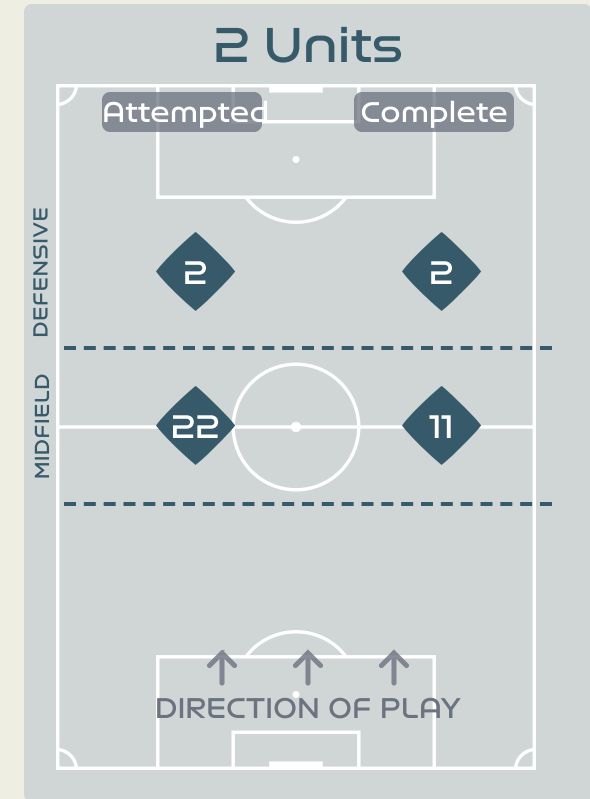 2 Units
Attempted
Complete
DEFENSIVE
2
2
MIDFIELD
22
11
DIRECTION OF PLAY